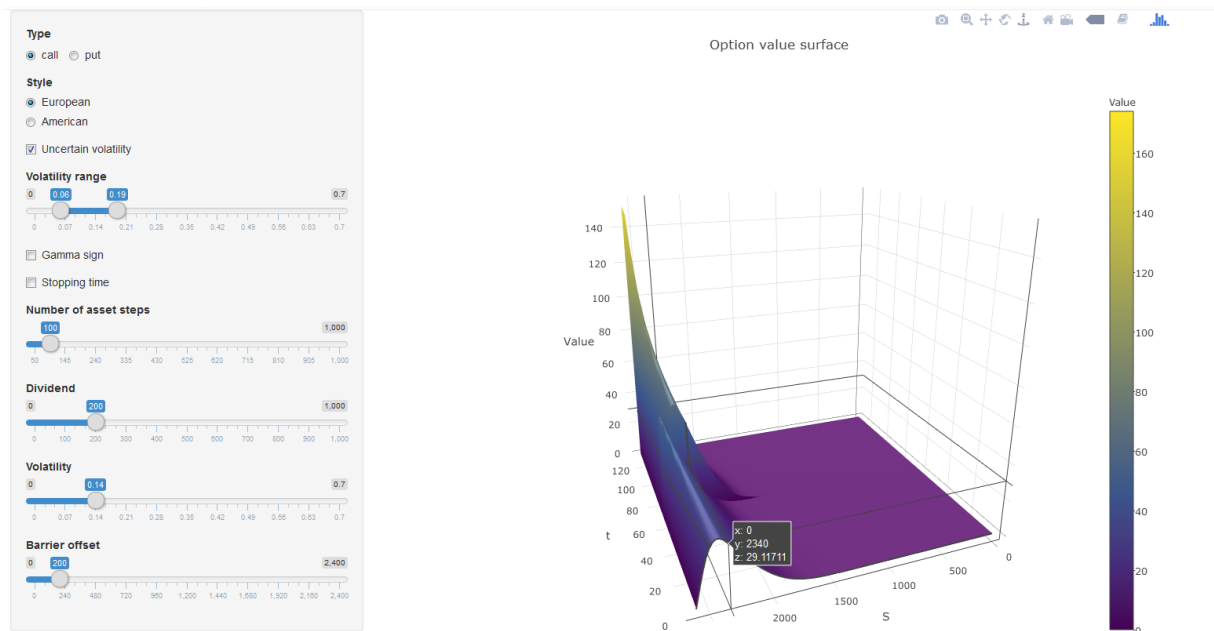 Type
call put
Style
European
American
Uncertain volatility
Volatility range
0 0.06 0.19 0.7
0 0.07 0.14 0.21 0.28 0.35 0.42 0.49 0.56 0.63 0.7
Gamma sign
Stopping time
Number of asset steps
100 1,000
50 145 240 335 430 525 620 715 810 905 1,000
Dividend
0 200 1,000
0 100 200 300 400 500 600 700 800 900 1,000
Volatility
0 0.14 0.7
0 0.07 0.14 0.21 0.28 0.35 0.42 0.49 0.56 0.63 0.7
Barrier offset
0 200 2,400
0 240 480 720 960 1,200 1,440 1,680 1,920 2,160 2,400
Option value surface
Value
140
120
100
80
60
40
20
0
120
100
80
60
40
20
0
t
x: 0
y: 2340
z: 29.11711
2000
1500
1000
500
0
S
Value
160
140
120
100
80
60
40
20
0